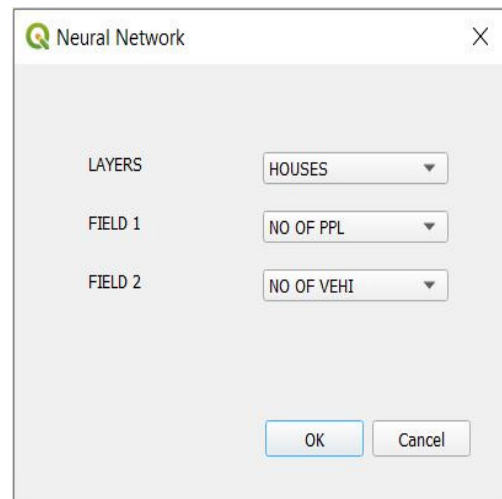 Neural Network
LAYERS HOUSES
FIELD 1 NO OF PPL
FIELD 2 NO OF VEHI
OK Cancel